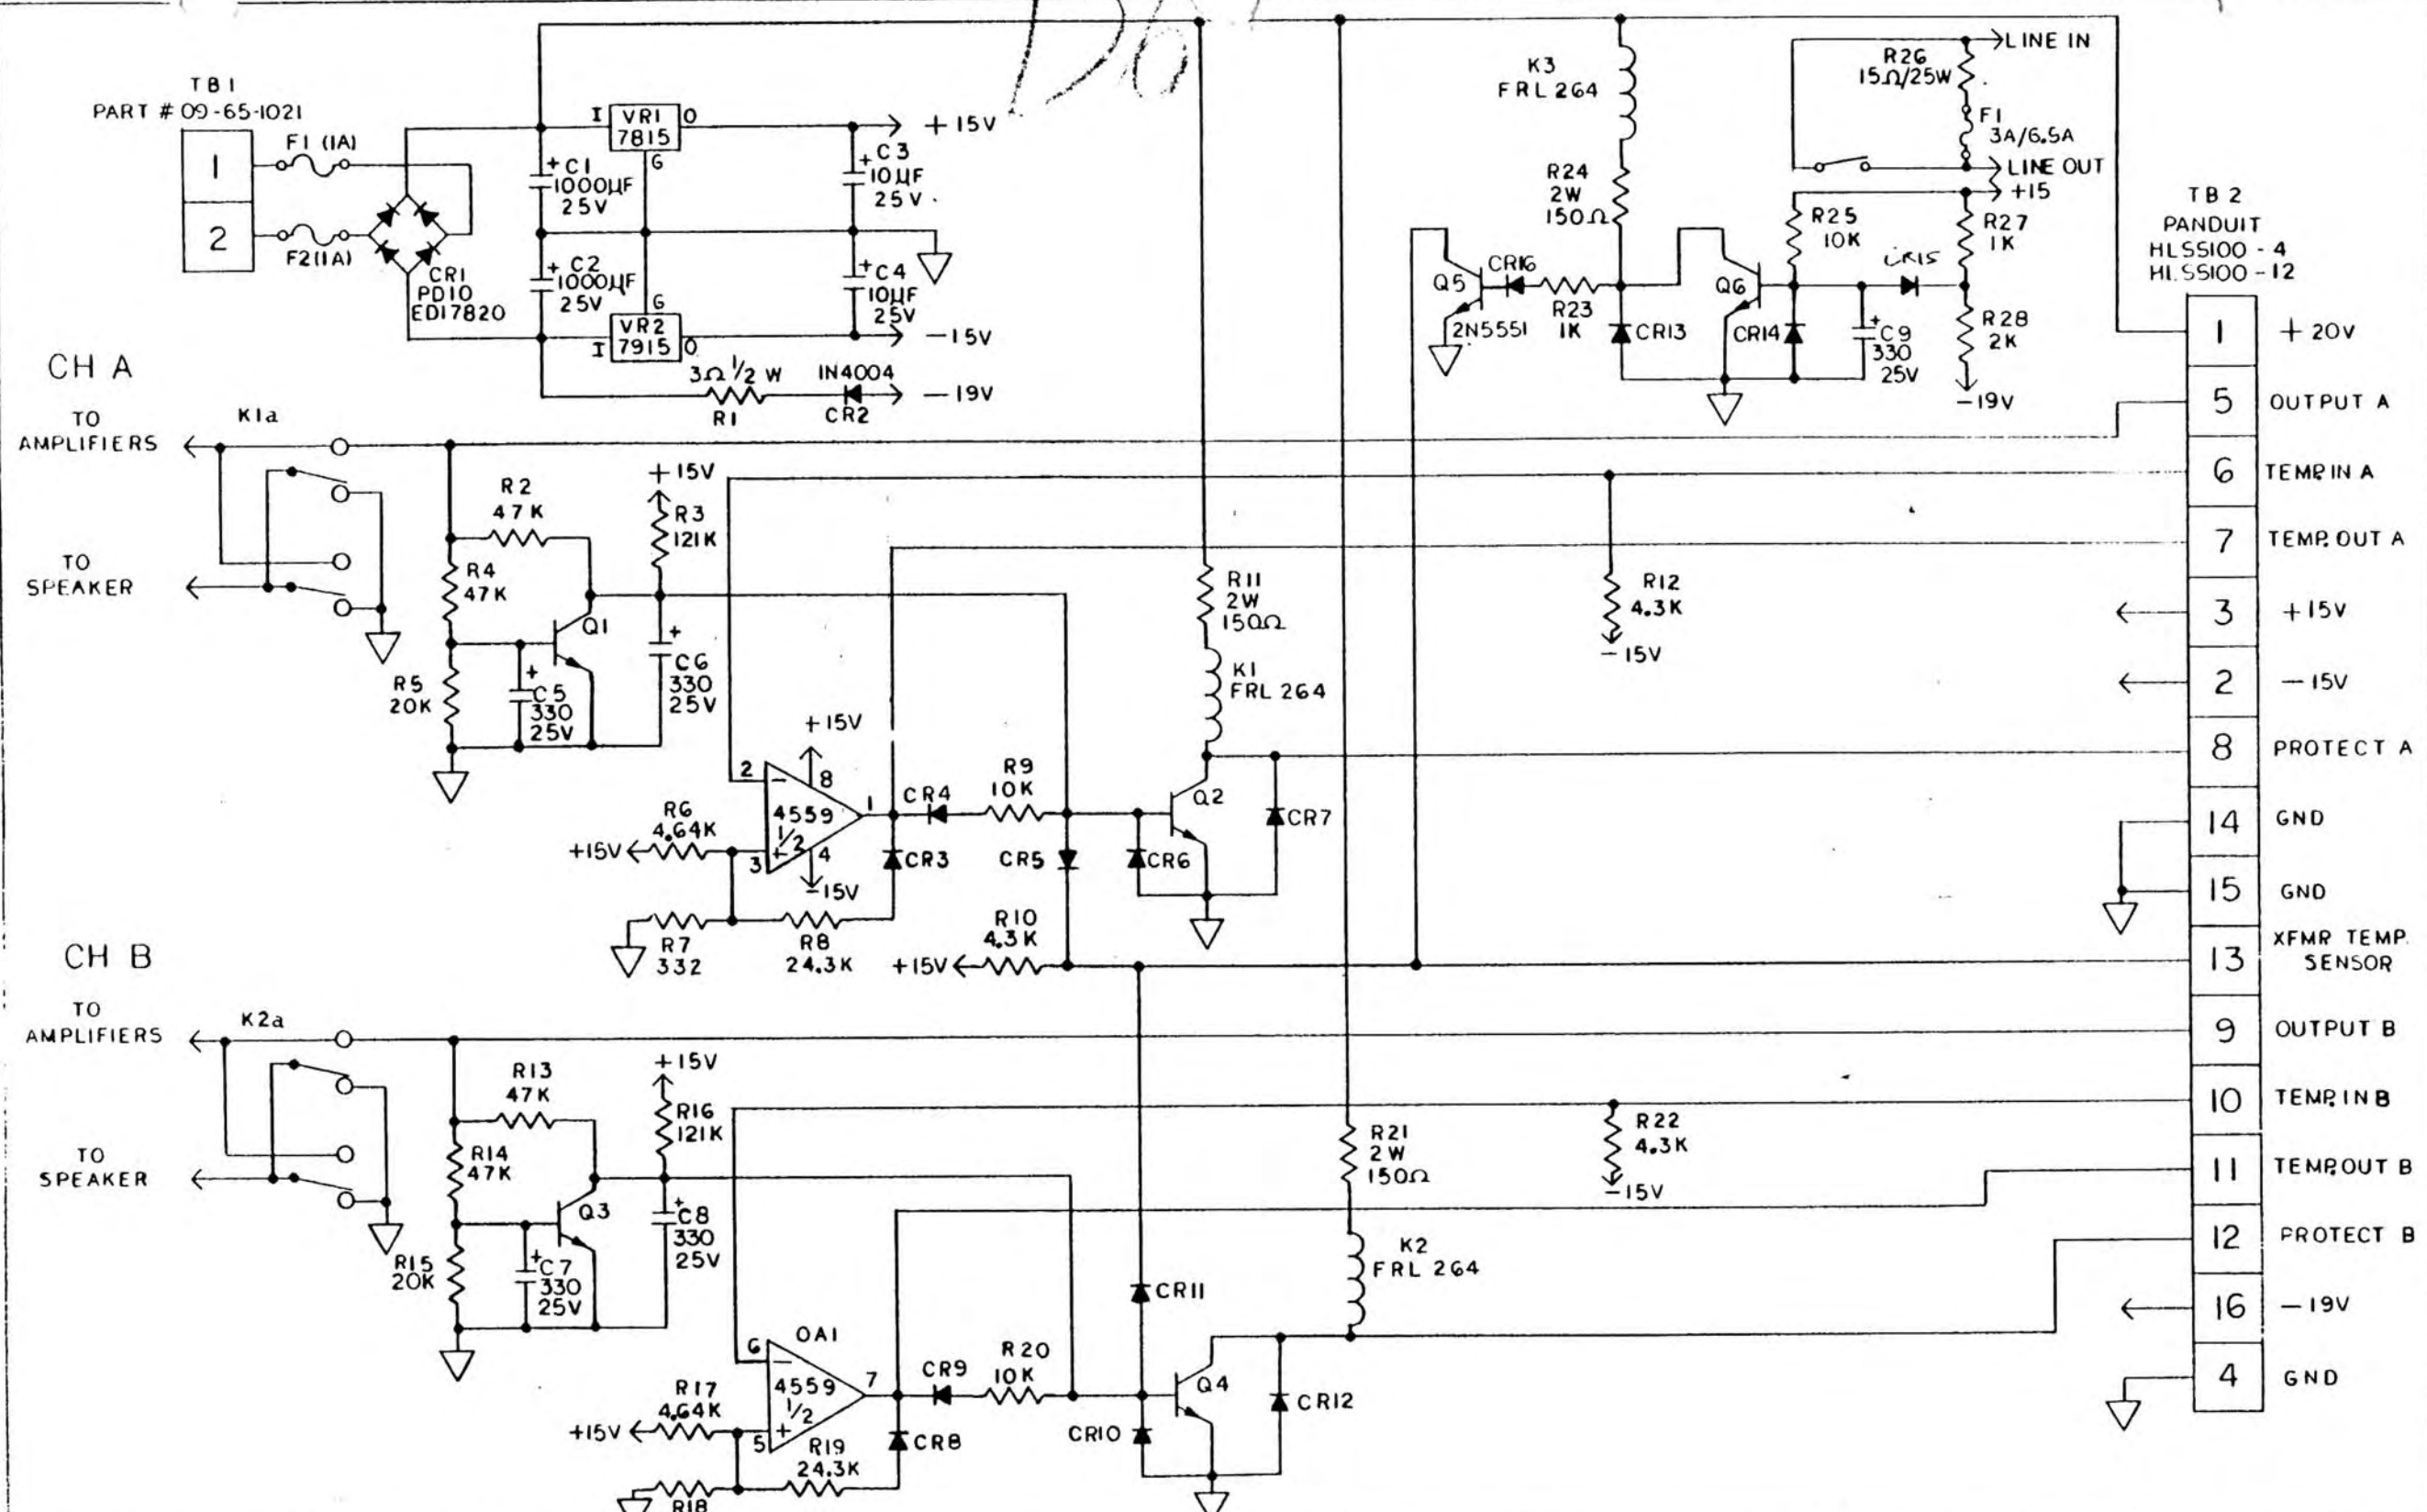 TB1
PART # 09-65-1021
1
2
F1 (1A)
F2(1A)
CR1
PD10
EDI7820
+C1
1000µF
25V
+C2
1000µF
25V
I
VR1
7815
O
G
G
VR2
7915
I
O
+C3
10µF
25V.
+C4
10µF
25V
+15V
-15V
3Ω ½ W
R1
IN4004
CR2
-19V
K3
FRL 264
R24
2W
150Ω
Q5
2N5551
CR16
R23
1K
CR13
Q6
R25
10K
CR14
+
C9
330
25V
CR15
R26
15Ω/25W
F1
3A/6.5A
LINE IN
LINE OUT
+15
R27
1K
R28
2K
-19V
TB 2
PANDUIT
HLSS100-4
HLSS100-12
1
+20V
5
OUTPUT A
6
TEMP. IN A
7
TEMP. OUT A
3
+15V
2
-15V
8
PROTECT A
14
GND
15
GND
13
XFMR TEMP.
SENSOR
9
OUTPUT B
10
TEMP. IN B
11
TEMP. OUT B
12
PROTECT B
16
-19V
4
GND
CH A
TO
AMPLIFIERS
K1a
TO
SPEAKER
R2
47K
R4
47K
R5
20K
+
C5
330
25V
Q1
+15V
R3
121K
+
C6
330
25V
+15V
2
-
8
4559
1/2
1
3
+
4
-15V
R6
4.64K
+15V
R7
332
R8
24.3K
CR4
CR3
R9
10K
CR5
R10
4.3K
+15V
CR6
Q2
CR7
R11
2W
150Ω
K1
FRL 264
R12
4.3K
-15V
CH B
TO
AMPLIFIERS
K2a
TO
SPEAKER
R13
47K
R14
47K
R15
20K
+
C7
330
25V
Q3
+15V
R16
121K
+
C8
330
25V
OA1
6
-
4559
1/2
7
5
+
R17
4.64K
+15V
R18
R19
24.3K
CR9
CR8
R20
10K
CR11
CR10
Q4
CR12
R21
2W
150Ω
K2
FRL 264
R22
4.3K
-15V